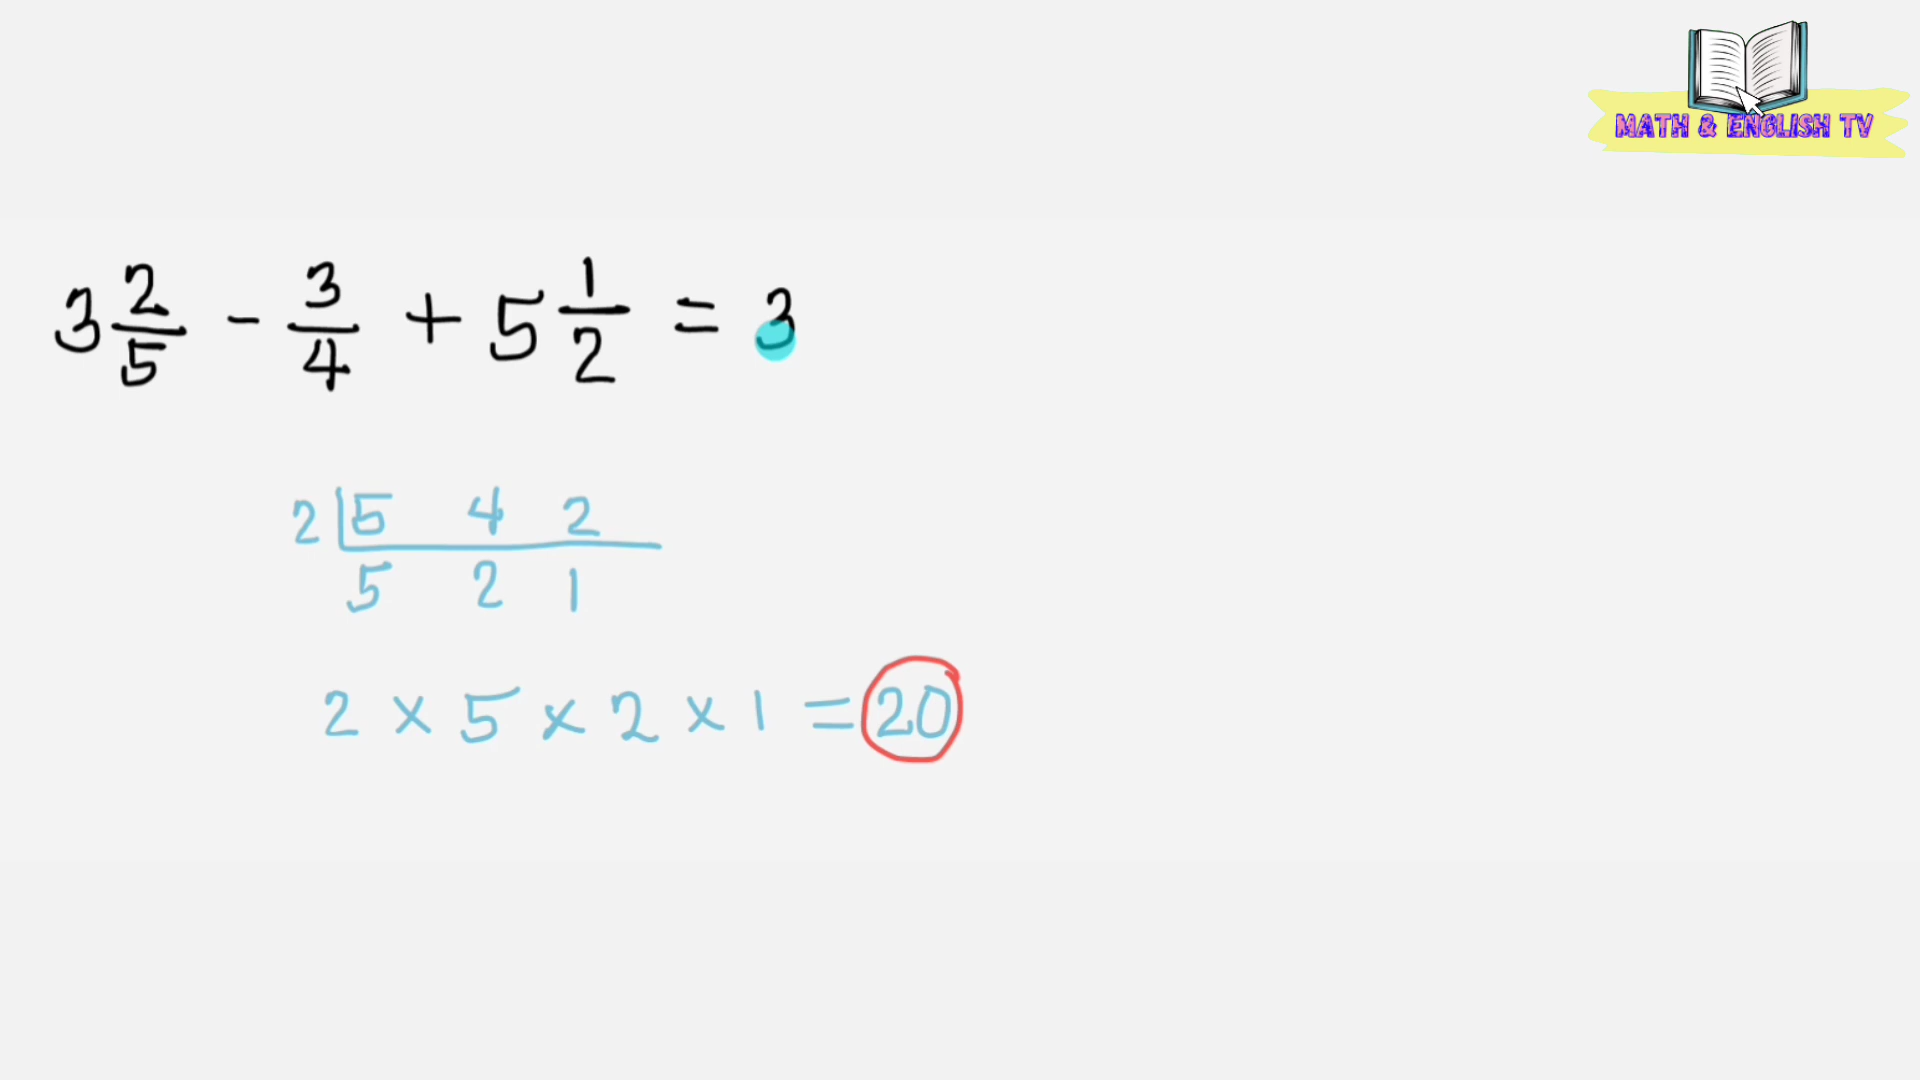 MATH & ENGLISH TV
3 2/5 - 3/4 + 5 1/2 = 3
2 | 5 4 2
5 2 1
2 × 5 × 2 × 1 = 20